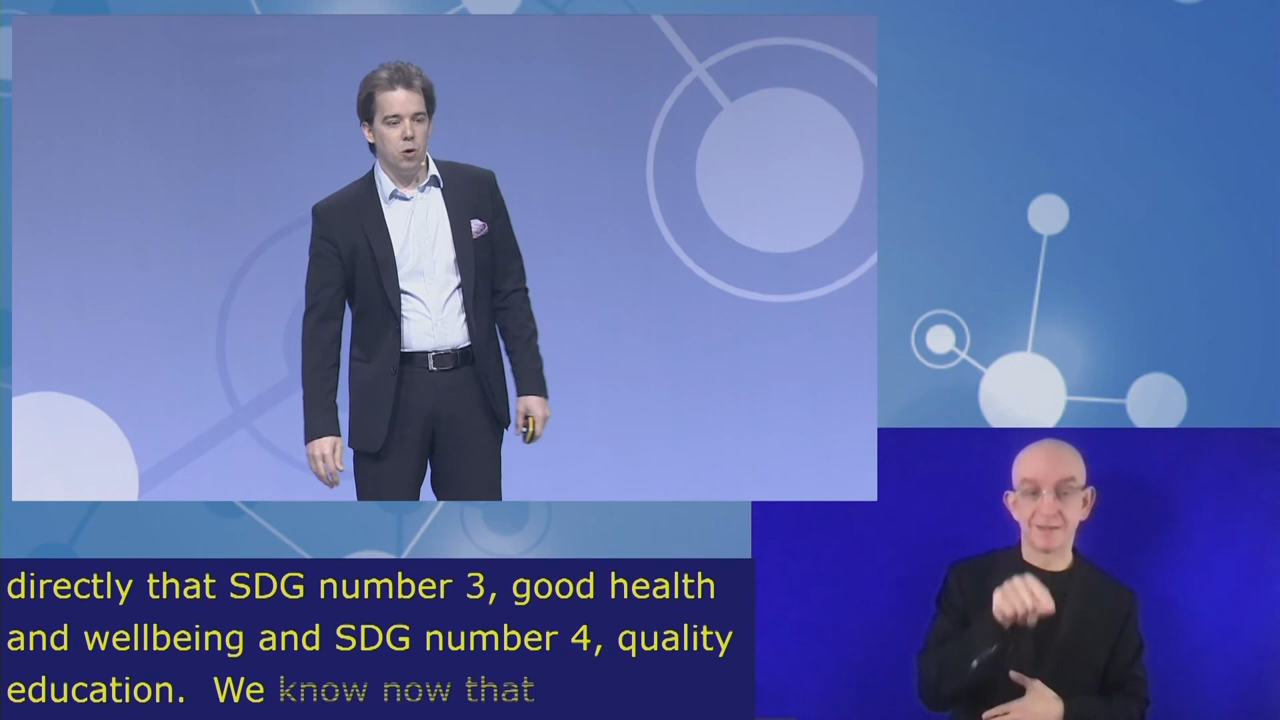 directly that SDG number 3, good health
and wellbeing and SDG number 4, quality
education.  We know now that